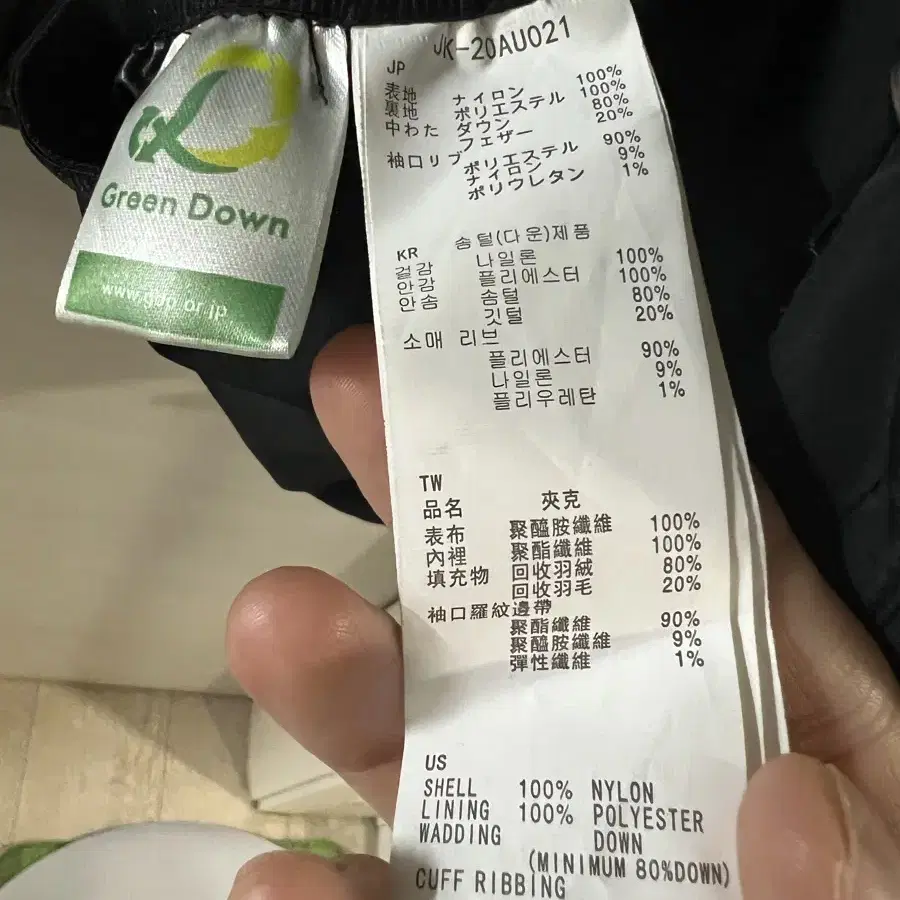 Green Down
www.gdp.or.jp
JK-20AU021
JP
表地 ナイロン 100%
裏地 ポリエステル 100%
中わた ダウン 80%
フェザー 20%
袖口リブ ポリエステル 90%
ナイロン 9%
ポリウレタン 1%
KR 송털(다운)제품
겉감 나일론 100%
안감 폴리에스터 100%
안송 송털 80%
깃털 20%
소매 리브
폴리에스터 90%
나일론 9%
폴리우레탄 1%
TW
品名 夾克
表布 聚醯胺纖維 100%
內裡 聚酯纖維 100%
填充物 回收羽絨 80%
回收羽毛 20%
袖口羅紋邊帶
聚酯纖維 90%
聚醯胺纖維 9%
彈性纖維 1%
US
SHELL 100% NYLON
LINING 100% POLYESTER
WADDING DOWN
(MINIMUM 80%DOWN)
CUFF RIBBING